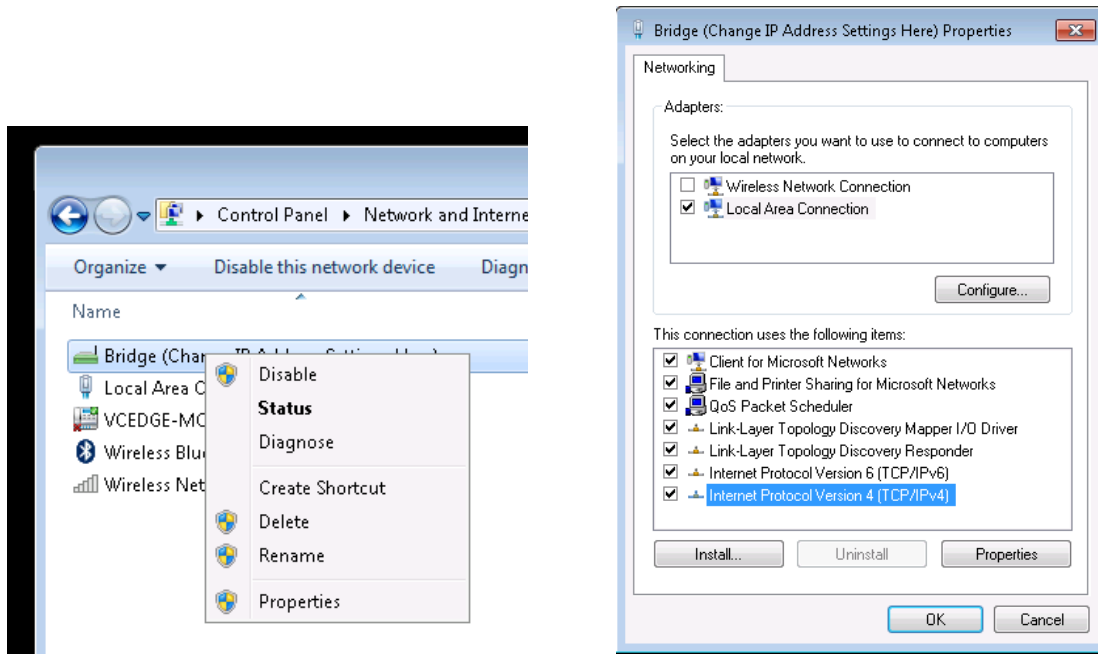 Control Panel Network and Interne
Organize Disable this network device Diagn
Name
Bridge (Char
Local Area C
VCEDGE-MC
Wireless Blu
Wireless Net
Disable
Status
Diagnose
Create Shortcut
Delete
Rename
Properties
Bridge (Change IP Address Settings Here) Properties
Networking
Adapters:
Select the adapters you want to use to connect to computers
on your local network.
Wireless Network Connection
Local Area Connection
Configure...
This connection uses the following items:
Client for Microsoft Networks
File and Printer Sharing for Microsoft Networks
QoS Packet Scheduler
Link-Layer Topology Discovery Mapper I/O Driver
Link-Layer Topology Discovery Responder
Internet Protocol Version 6 (TCP/IPv6)
Internet Protocol Version 4 (TCP/IPv4)
Install... Uninstall Properties
OK Cancel